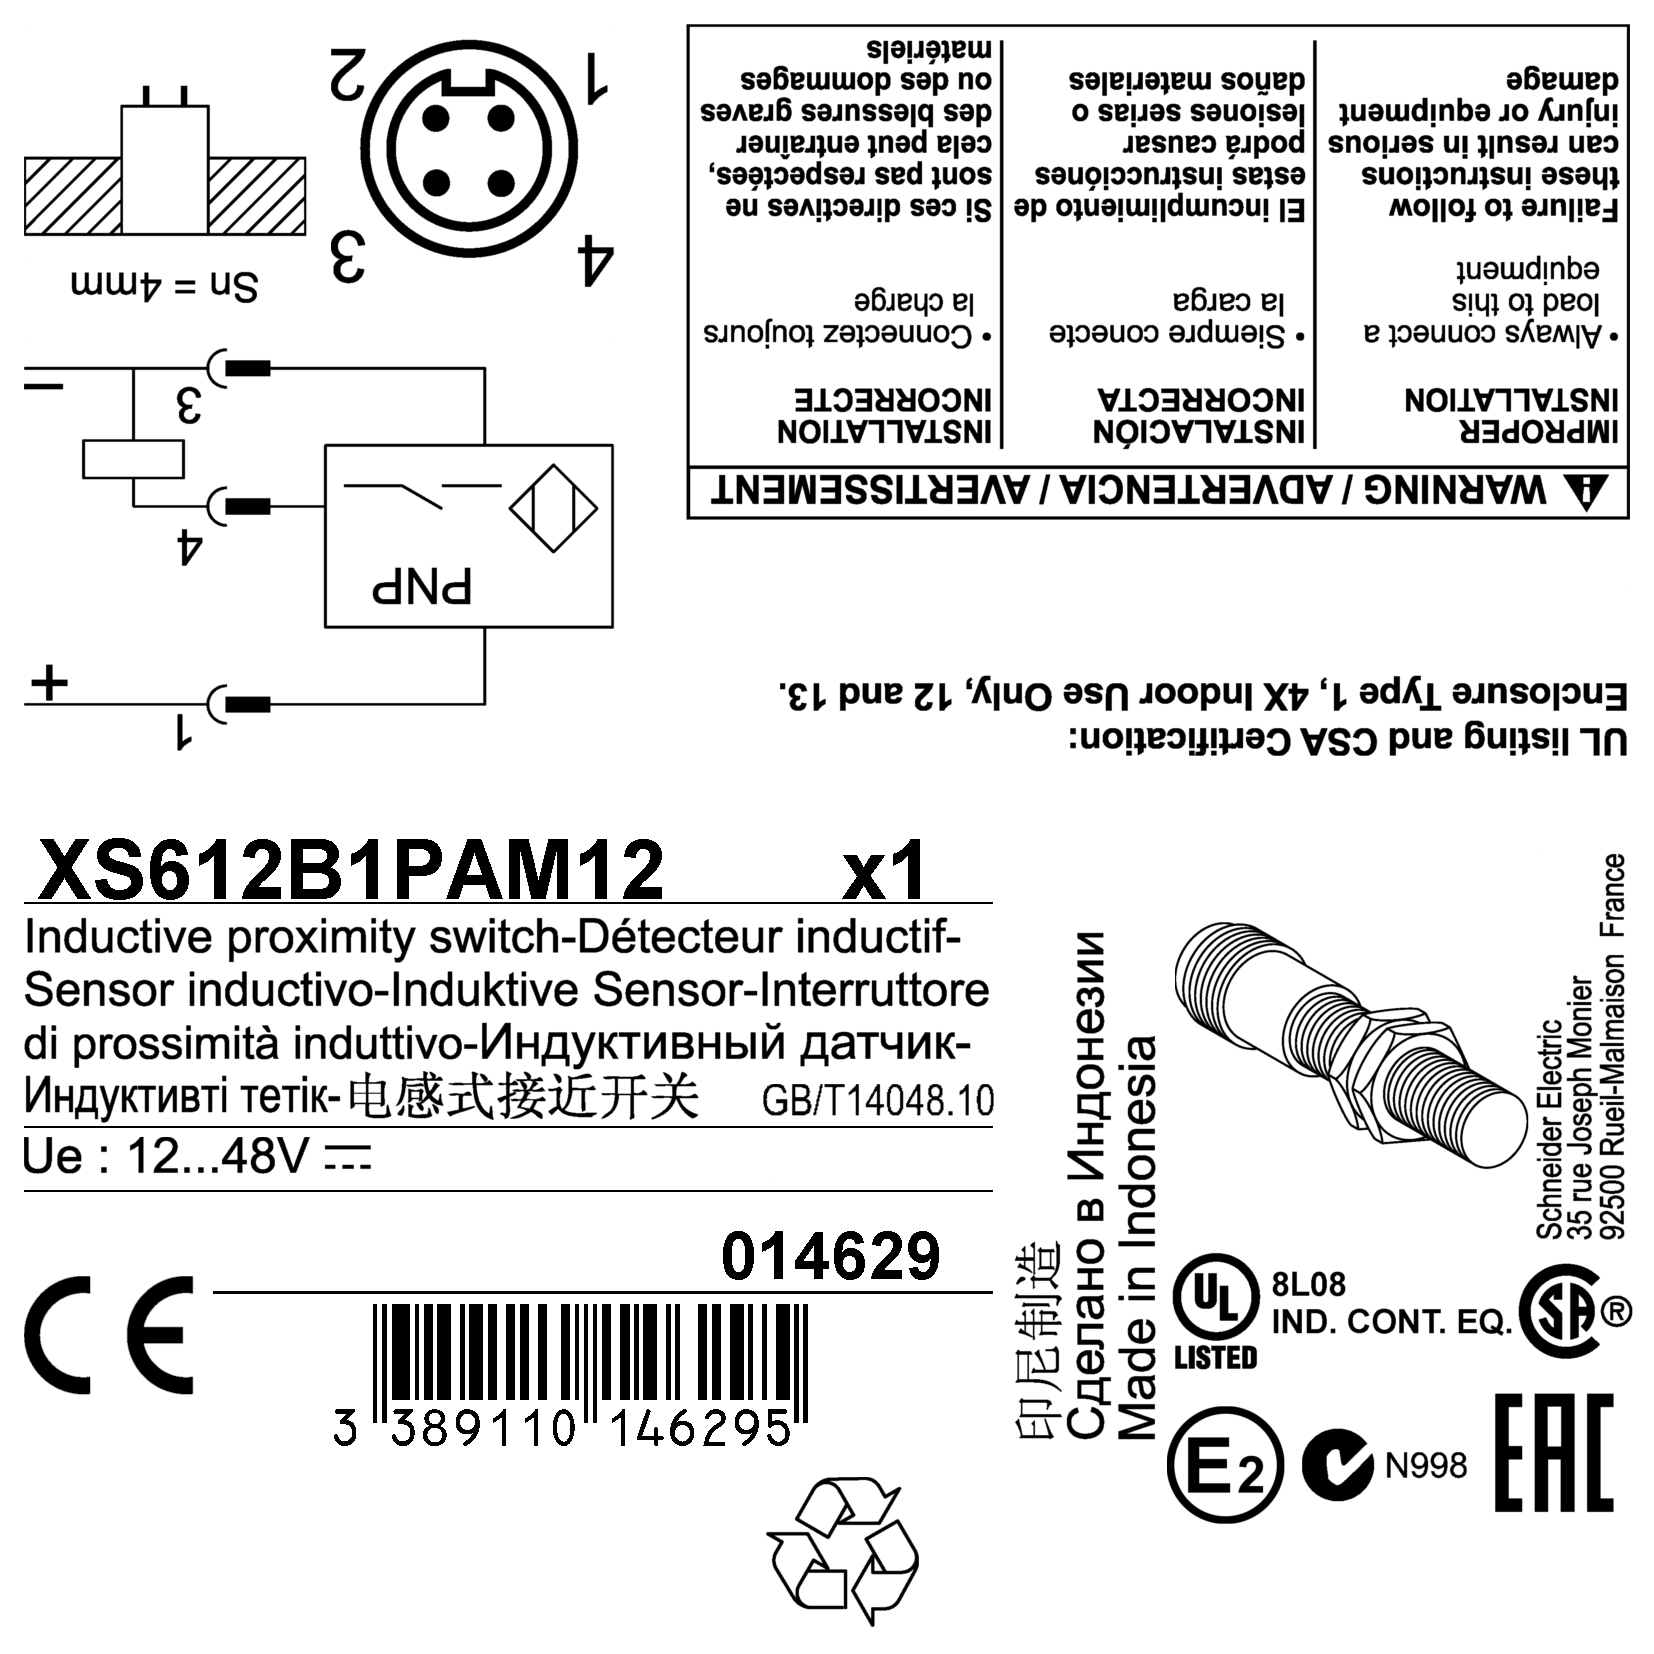 XS612B1PAM12 x1
Inductive proximity switch-Détecteur inductif-
Sensor inductivo-Induktive Sensor-Interruttore
di prossimità induttivo-Индуктивный датчик-
Индуктивті тетік-电感式接近开关 GB/T14048.10
Ue : 12...48V
014629
CE
3 389110 146295
印尼制造
Сделано в Индонезии
Made in Indonesia
Schneider Electric
35 rue Joseph Monier
92500 Rueil-Malmaison France
UL
LISTED
8L08
IND. CONT. EQ.
SA ®
E2
N998
EAC
UL listing and CSA Certification:
Enclosure Type 1, 4X Indoor Use Only, 12 and 13.
WARNING / ADVERTENCIA / AVERTISSEMENT
IMPROPER
INSTALLATION
• Always connect a
load to this
equipment
Failure to follow
these instructions
can result in serious
injury or equipment
damage
INSTALACIÓN
INCORRECTA
• Siempre conecte
la carga
El incumplimiento de
estas instrucciónes
podrá causar
lesiones serias o
daños materiales
INSTALLATION
INCORRECTE
• Connectez toujours
la charge
Si ces directives ne
sont pas respectées,
cela peut entraîner
des blessures graves
ou des dommages
matériels
1
+
PNP
4
3
−
Sn = 4mm
4
3
1
2